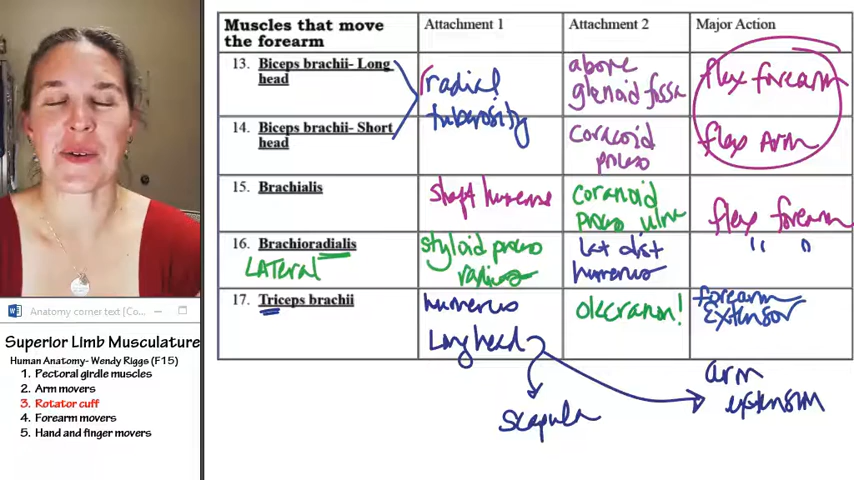 Muscles that move the forearm
Attachment 1
Attachment 2
Major Action
13. Biceps brachii- Long head
radial tuberosity
above glenoid fossa
flex forearm
14. Biceps brachii- Short head
coracoid process
flex Arm
15. Brachialis
shaft humerus
coranoid process ulna
flex forearm
16. Brachioradialis
LATERAL
styloid process radius
lat dist humerus
" "
17. Triceps brachii
humerus
Long head
olecranon!
forearm Extensor
scapula
arm extension
Anatomy corner text [Co...
Superior Limb Musculature
Human Anatomy- Wendy Riggs (F15)
1. Pectoral girdle muscles
2. Arm movers
3. Rotator cuff
4. Forearm movers
5. Hand and finger movers